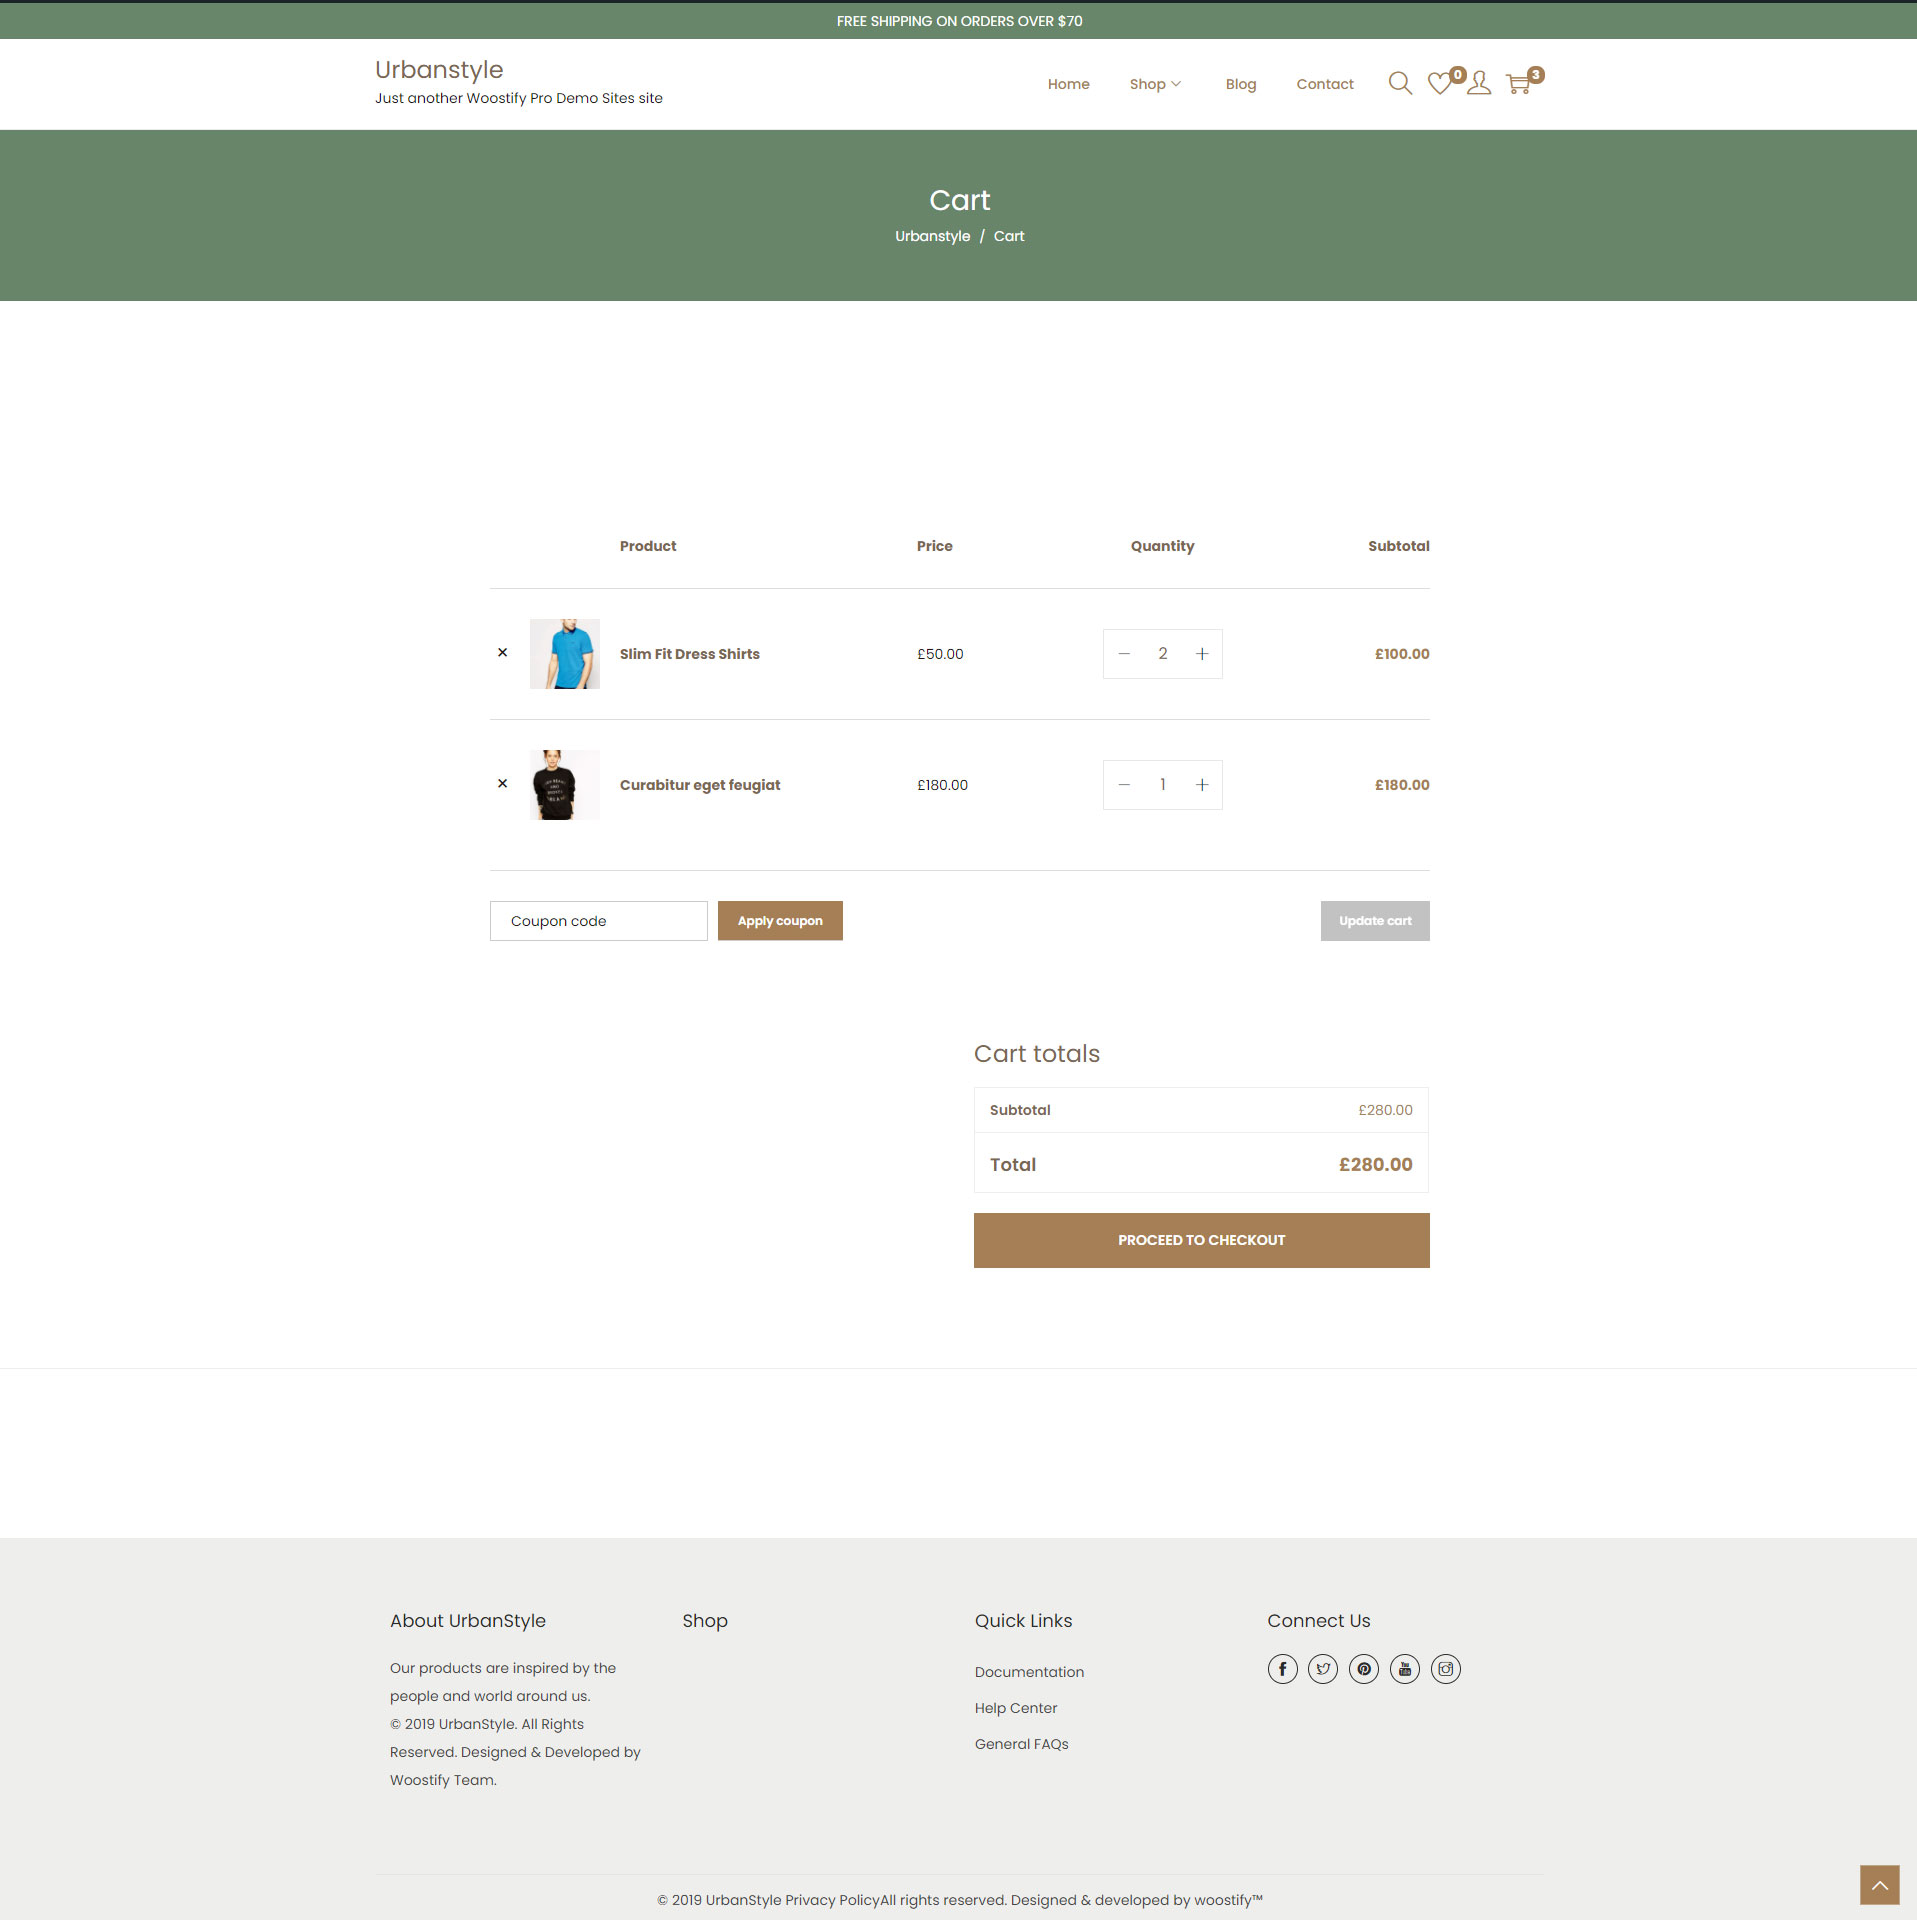 FREE SHIPPING ON ORDERS OVER $70
Urbanstyle
Just another Woostify Pro Demo Sites site
Home Shop Blog Contact 0 3
Cart
Urbanstyle / Cart
Product Price Quantity Subtotal
× Slim Fit Dress Shirts £50.00 − 2 + £100.00
× Curabitur eget feugiat £180.00 − 1 + £180.00
Coupon code Apply coupon Update cart
Cart totals
Subtotal £280.00
Total £280.00
PROCEED TO CHECKOUT
About UrbanStyle
Our products are inspired by the
people and world around us.
© 2019 UrbanStyle. All Rights
Reserved. Designed & Developed by
Woostify Team.
Shop
Quick Links
Documentation
Help Center
General FAQs
Connect Us
You Tube
© 2019 UrbanStyle Privacy PolicyAll rights reserved. Designed & developed by woostify™